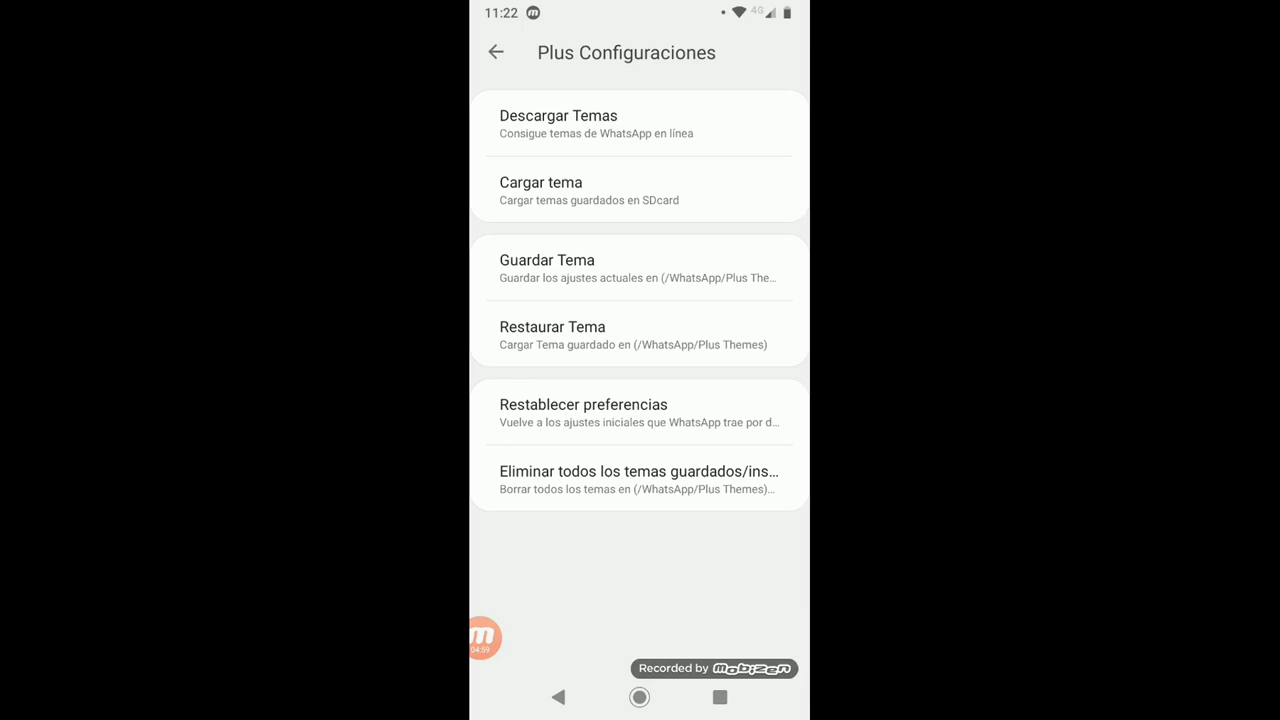 11:22
4G
Plus Configuraciones
Descargar Temas
Consigue temas de WhatsApp en línea
Cargar tema
Cargar temas guardados en SDcard
Guardar Tema
Guardar los ajustes actuales en (/WhatsApp/Plus The…
Restaurar Tema
Cargar Tema guardado en (/WhatsApp/Plus Themes)
Restablecer preferencias
Vuelve a los ajustes iniciales que WhatsApp trae por d…
Eliminar todos los temas guardados/ins…
Borrar todos los temas en (/WhatsApp/Plus Themes)…
04:59
Recorded by mobizen